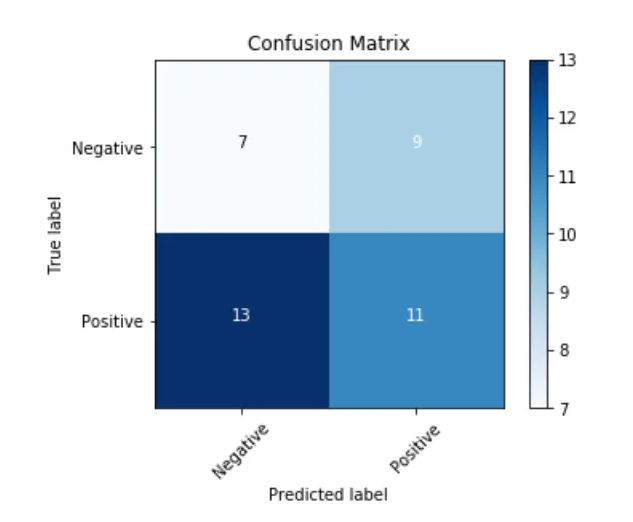 Confusion Matrix
True label
Negative
7
9
Positive
13
11
Negative
Positive
Predicted label
13
12
11
10
9
8
7